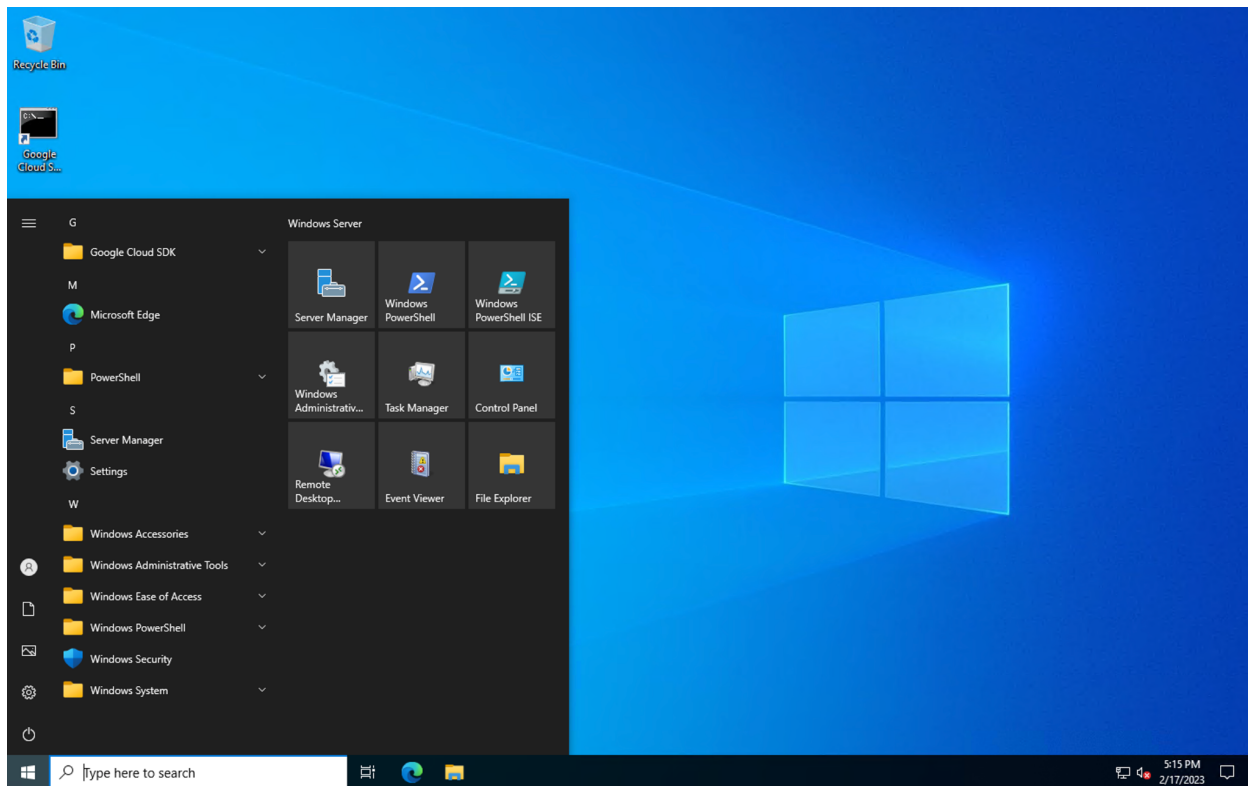 Recycle Bin
C:\_
Google
Cloud S...
G
Google Cloud SDK
M
Microsoft Edge
P
PowerShell
S
Server Manager
Settings
W
Windows Accessories
Windows Administrative Tools
Windows Ease of Access
Windows PowerShell
Windows Security
Windows System
Windows Server
Server Manager
Windows
PowerShell
Windows
PowerShell ISE
Windows
Administrativ...
Task Manager
Control Panel
Remote
Desktop...
Event Viewer
File Explorer
Type here to search
5:15 PM
2/17/2023